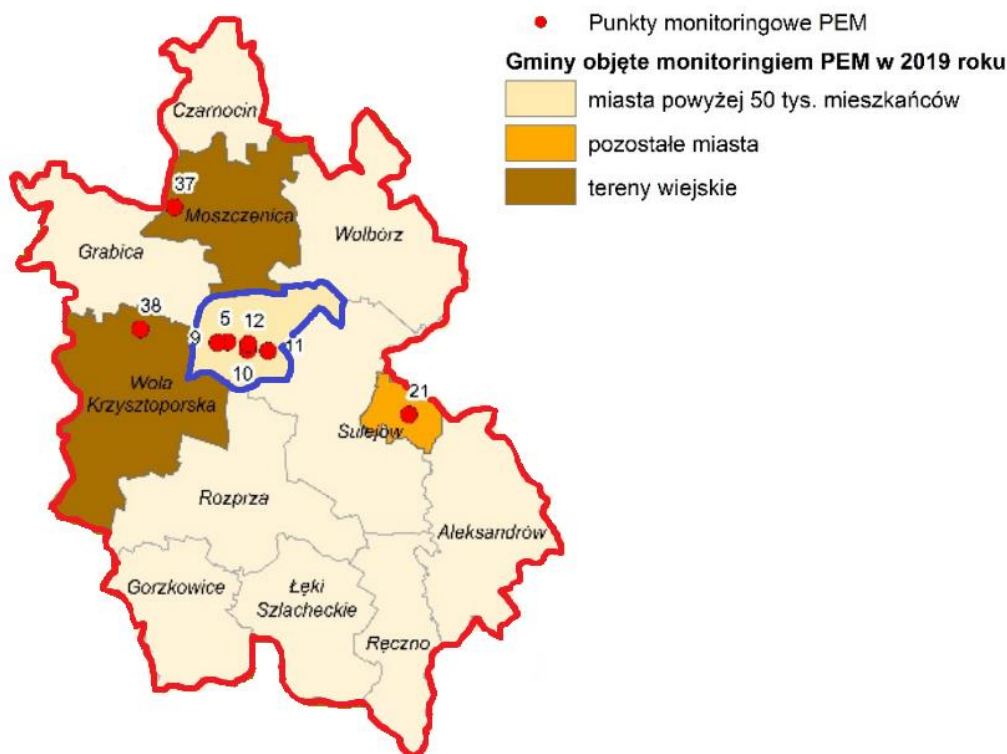 Punkty monitoringowe PEM
Gminy objęte monitoringiem PEM w 2019 roku
miasta powyżej 50 tys. mieszkańców
pozostałe miasta
tereny wiejskie
Czarnocin
37
Moszczenica
Wolbórz
Grabica
38
5
12
9
11
10
Wola
Krzysztoporska
21
Sulejów
Rozprza
Aleksandrów
Gorzkowice
Łęki
Szlacheckie
Ręczno